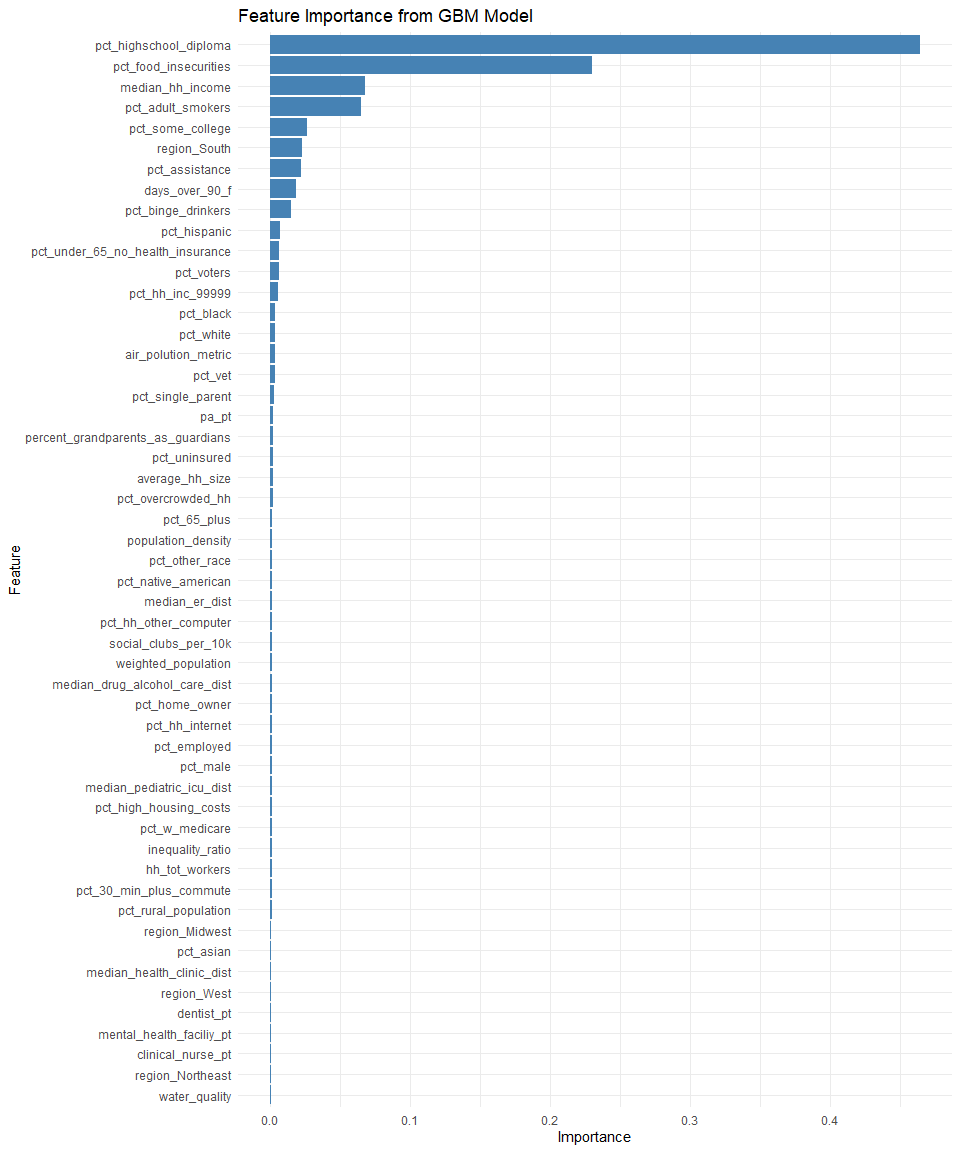 Feature Importance from GBM Model
pct_highschool_diploma
pct_food_insecurities
median_hh_income
pct_adult_smokers
pct_some_college
region_South
pct_assistance
days_over_90_f
pct_binge_drinkers
pct_hispanic
pct_under_65_no_health_insurance
pct_voters
pct_hh_inc_99999
pct_black
pct_white
air_polution_metric
pct_vet
pct_single_parent
pa_pt
percent_grandparents_as_guardians
pct_uninsured
average_hh_size
pct_overcrowded_hh
pct_65_plus
population_density
pct_other_race
pct_native_american
median_er_dist
pct_hh_other_computer
social_clubs_per_10k
weighted_population
median_drug_alcohol_care_dist
pct_home_owner
pct_hh_internet
pct_employed
pct_male
median_pediatric_icu_dist
pct_high_housing_costs
pct_w_medicare
inequality_ratio
hh_tot_workers
pct_30_min_plus_commute
pct_rural_population
region_Midwest
pct_asian
median_health_clinic_dist
region_West
dentist_pt
mental_health_faciliy_pt
clinical_nurse_pt
region_Northeast
water_quality
Feature
0.0 0.1 0.2 0.3 0.4
Importance